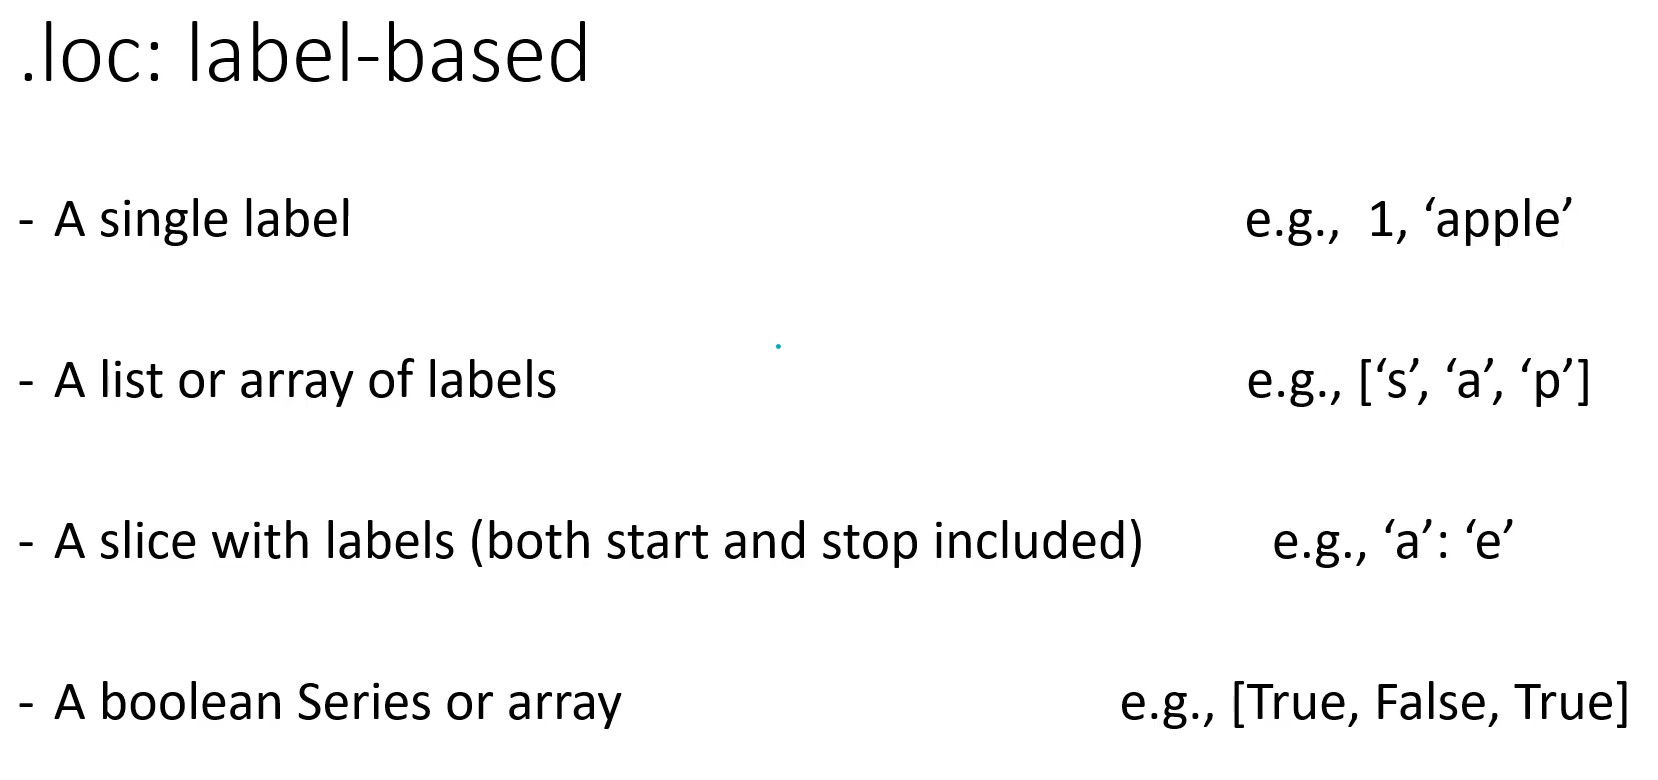 .loc: label-based
- A single label e.g., 1, ‘apple’
- A list or array of labels e.g., [‘s’, ‘a’, ‘p’]
- A slice with labels (both start and stop included) e.g., ‘a’: ‘e’
- A boolean Series or array e.g., [True, False, True]